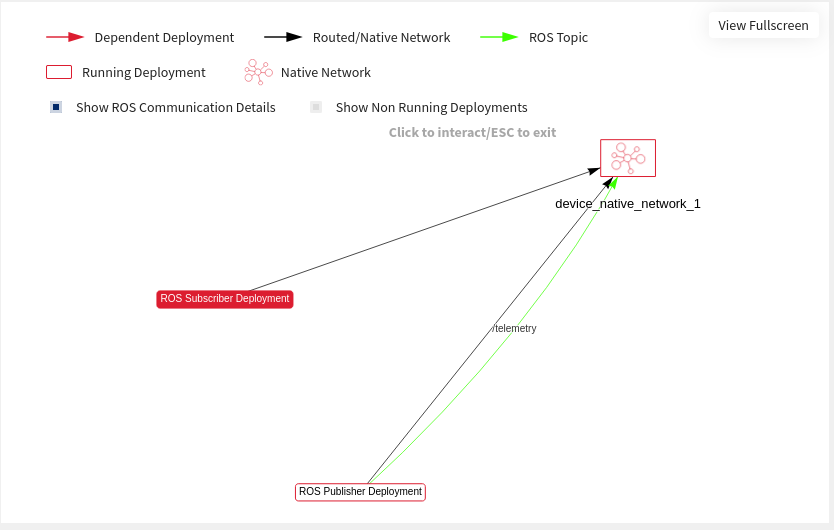 Dependent Deployment
Routed/Native Network
ROS Topic
View Fullscreen
Running Deployment
Native Network
Show ROS Communication Details
Show Non Running Deployments
Click to interact/ESC to exit
device_native_network_1
ROS Subscriber Deployment
/telemetry
ROS Publisher Deployment